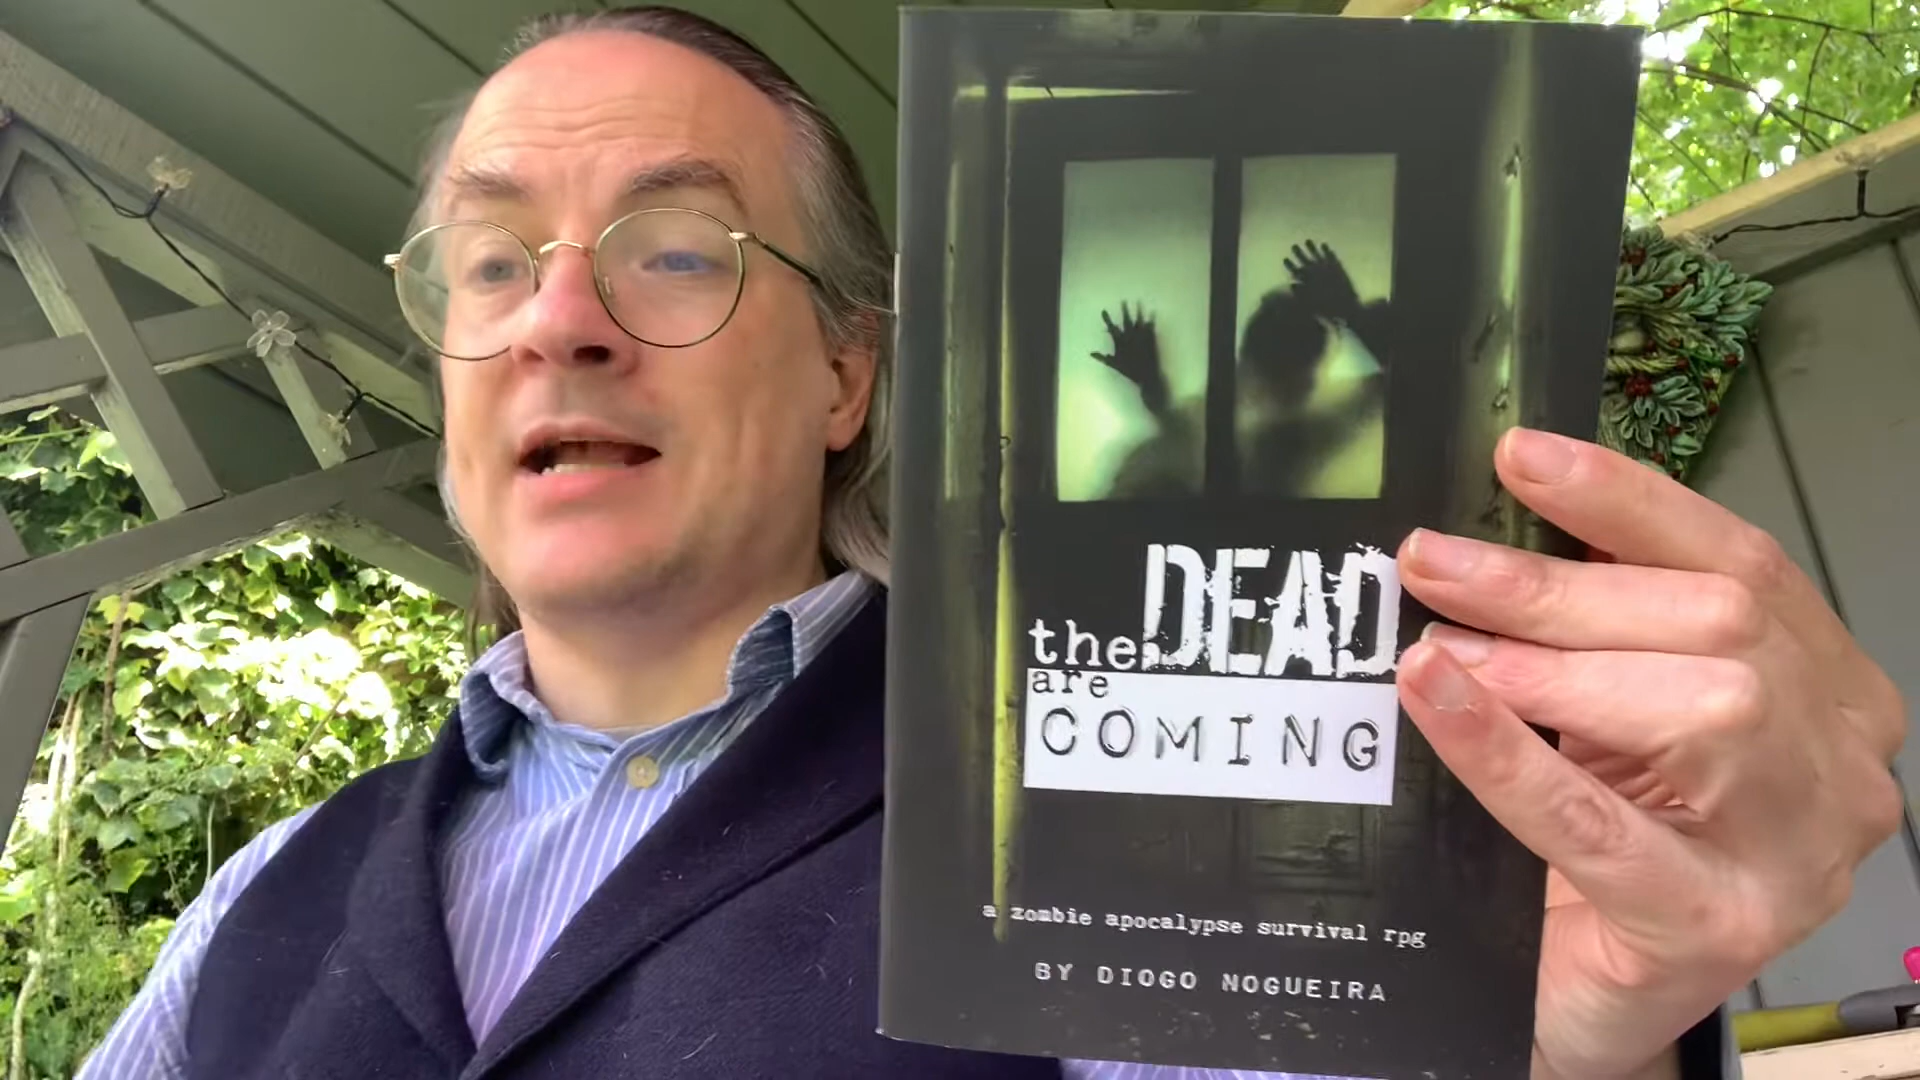 the DEAD
are
COMING
a zombie apocalypse survival rpg
BY DIOGO NOGUEIRA